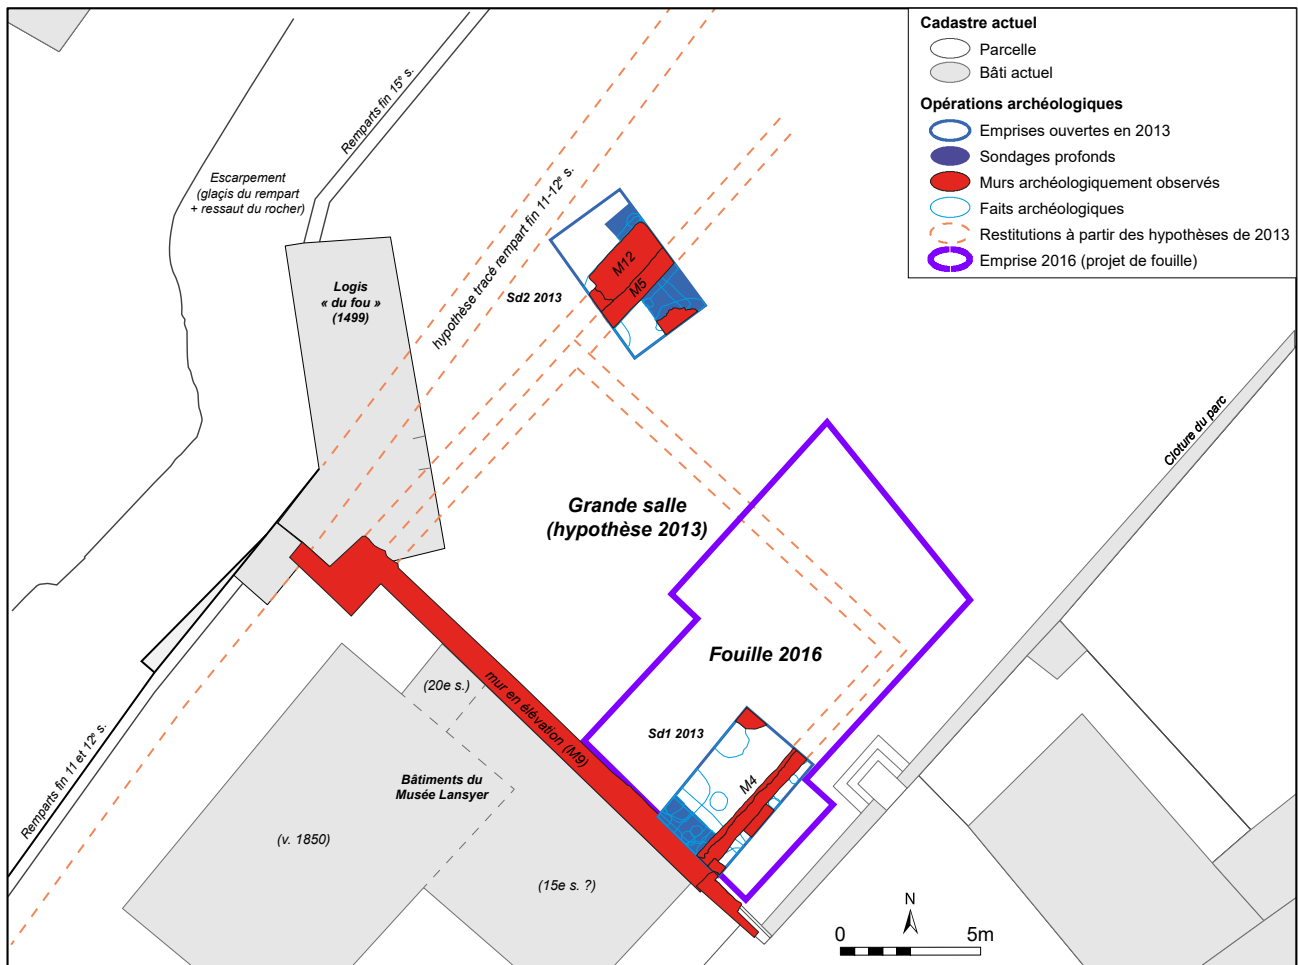 Cadastre actuel
Parcelle
Bâti actuel
Opérations archéologiques
Emprises ouvertes en 2013
Sondages profonds
Murs archéologiquement observés
Faits archéologiques
Restitutions à partir des hypothèses de 2013
Emprise 2016 (projet de fouille)
Remparts fin 15e s.
Escarpement
(glaçis du rempart
+ ressaut du rocher)
hypothèse tracé rempart fin 11-12e s.
Logis
« du fou »
(1499)
Sd2 2013
M12
M5
Cloture du parc
Grande salle
(hypothèse 2013)
Fouille 2016
(20e s.)
mur en élévation (M9)
Sd1 2013
M4
Remparts fin 11 et 12e s.
Bâtiments du
Musée Lansyer
(v. 1850)
(15e s. ?)
N
0 5m